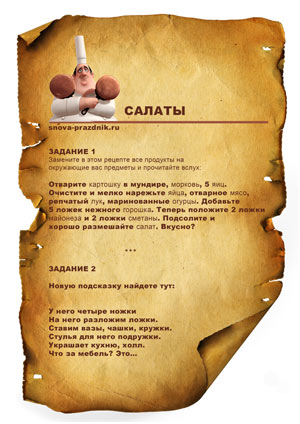 САЛАТЫ
snova-prazdnik.ru
ЗАДАНИЕ 1
Замените в этом рецепте все продукты на
окружающие вас предметы и прочитайте вслух:
Отварите картошку в мундире, морковь, 5 яиц.
Очистите и мелко нарежьте яйца, отварное мясо,
репчатый лук, маринованные огурцы. Добавьте
5 ложек нежного горошка. Теперь положите 2 ложки
майонеза и 2 ложки сметаны. Подсолите и
хорошо размешайте салат. Вкусно?
***
ЗАДАНИЕ 2
Новую подсказку найдете тут:
У него четыре ножки
На него разложим ложки.
Ставим вазы, чашки, кружки.
Стулья для него подружки.
Украшает кухню, холл.
Что за мебель? Это...